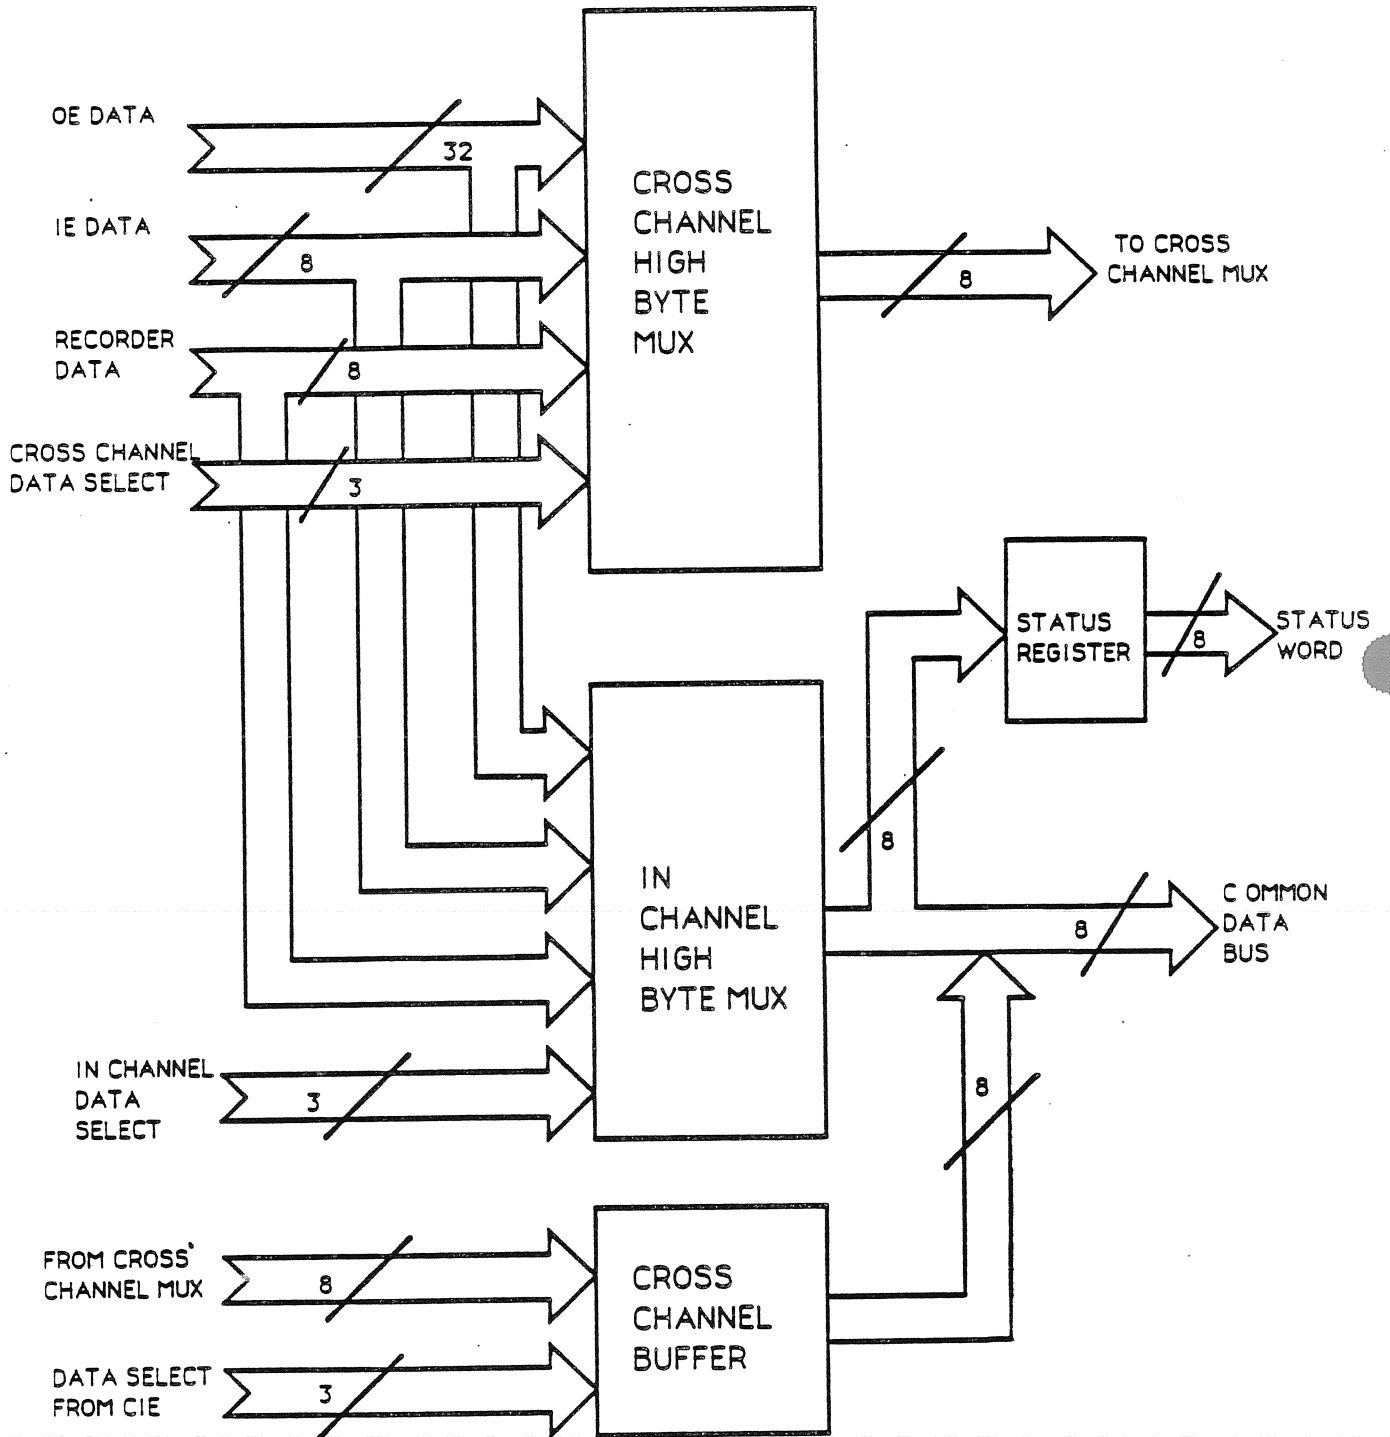 OE DATA
32
IE DATA
8
RECORDER
DATA
8
CROSS CHANNEL
DATA SELECT
3
CROSS
CHANNEL
HIGH
BYTE
MUX
8
TO CROSS
CHANNEL MUX
STATUS
REGISTER
8
STATUS
WORD
8
IN
CHANNEL
HIGH
BYTE MUX
8
C OMMON
DATA
BUS
IN CHANNEL
DATA
SELECT
3
8
FROM CROSS
CHANNEL MUX
8
CROSS
CHANNEL
BUFFER
DATA SELECT
FROM CIE
3